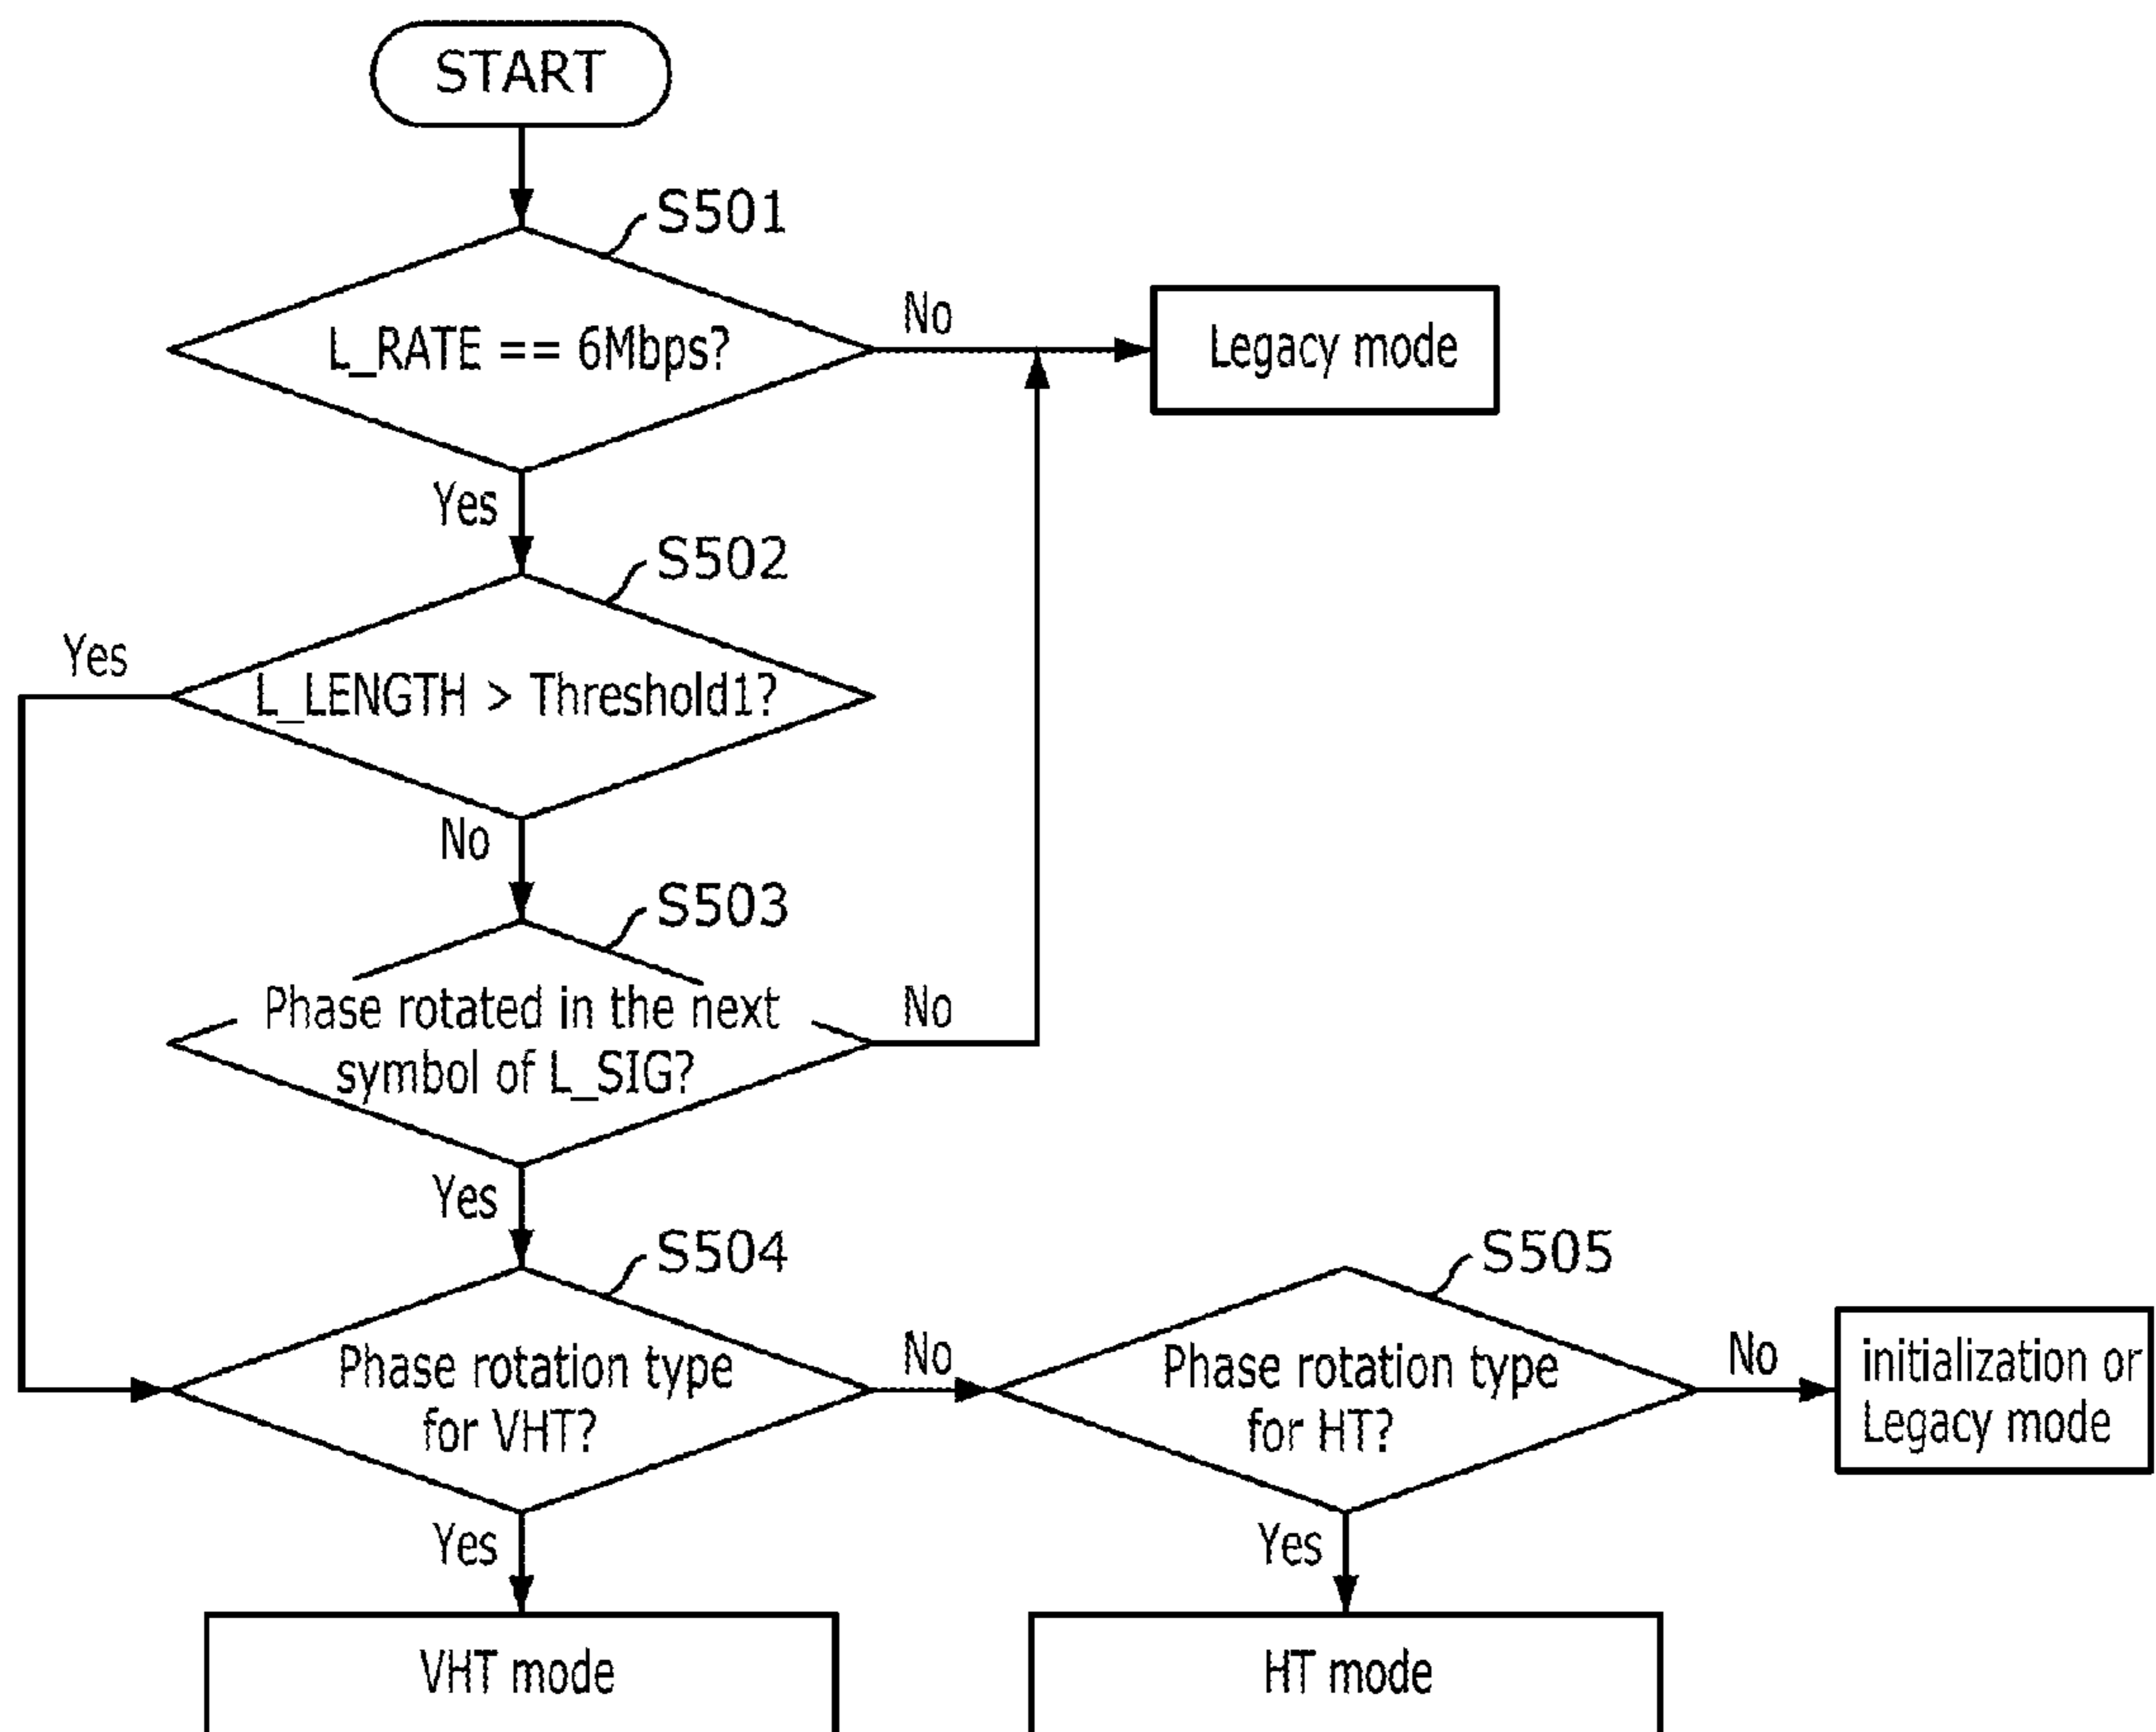 START
S501
L_RATE == 6Mbps?
No
Legacy mode
Yes
S502
Yes
L_LENGTH > Threshold1?
No
S503
Phase rotated in the next
symbol of L_SIG?
No
Yes
S504
S505
Phase rotation type
for VHT?
No
Phase rotation type
for HT?
No
initialization or
Legacy mode
Yes
Yes
VHT mode
HT mode